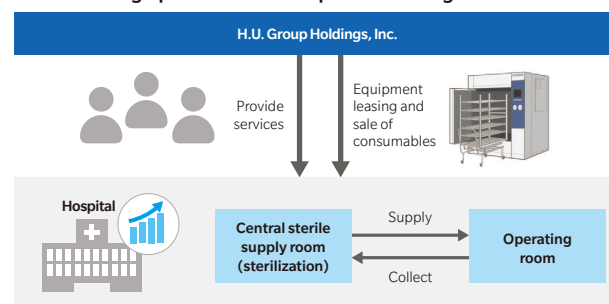 H.U. Group Holdings, Inc.
Provide
services
Equipment
leasing and
sale of
consumables
Hospital
Central sterile
supply room
(sterilization)
Supply
Collect
Operating
room